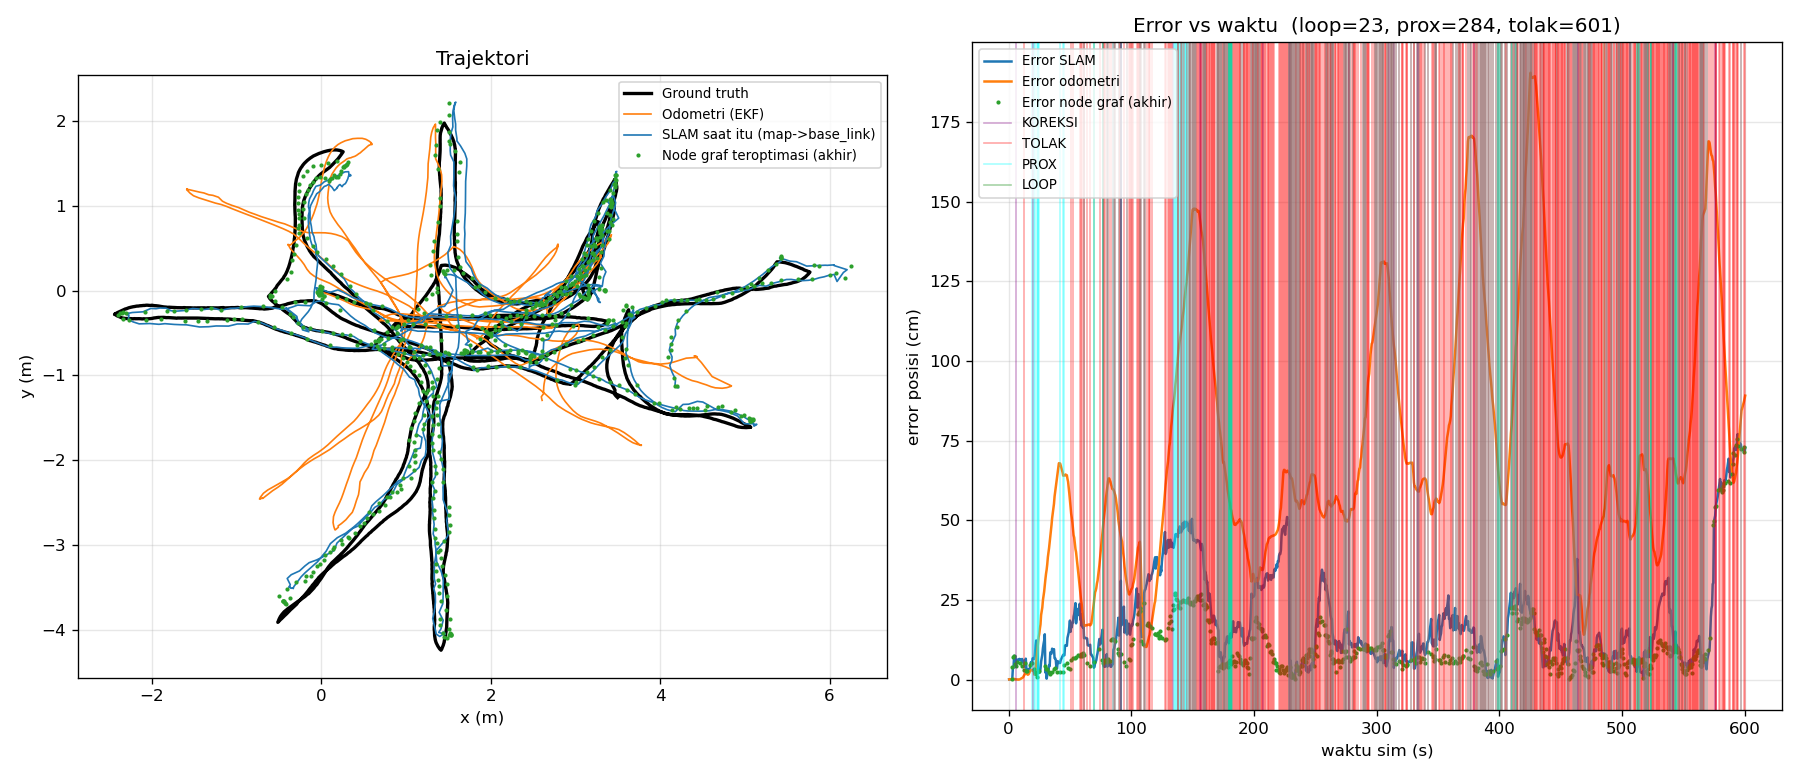 Trajektori
Ground truth
Odometri (EKF)
SLAM saat itu (map->base_link)
Node graf teroptimasi (akhir)
2
1
0
−1
−2
−3
−4
y (m)
−2
0
2
4
6
x (m)
Error vs waktu (loop=23, prox=284, tolak=601)
Error SLAM
Error odometri
Error node graf (akhir)
KOREKSI
TOLAK
PROX
LOOP
175
150
125
100
75
50
25
0
error posisi (cm)
0
100
200
300
400
500
600
waktu sim (s)